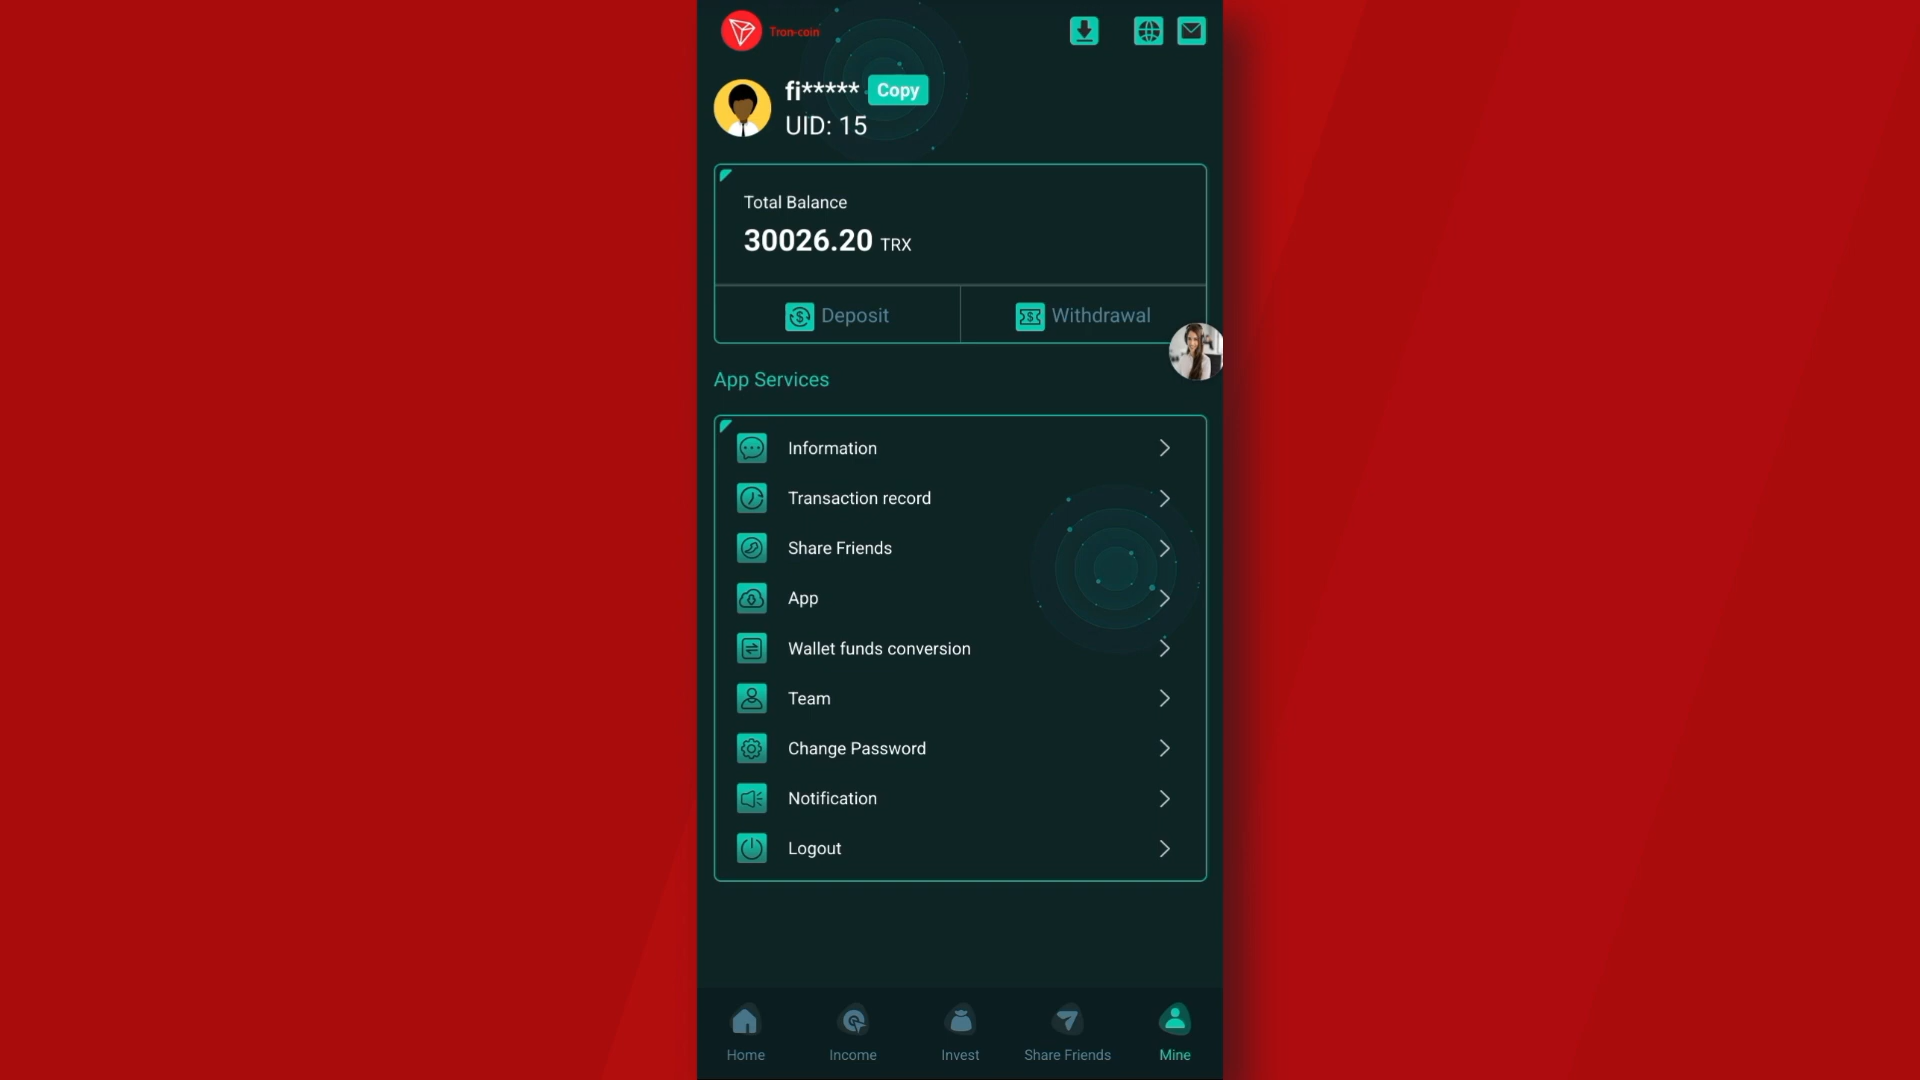 Tron-coin
fi***** Copy
UID: 15
Total Balance
30026.20 TRX
Deposit
Withdrawal
App Services
Information
Transaction record
Share Friends
App
Wallet funds conversion
Team
Change Password
Notification
Logout
Home
Income
Invest
Share Friends
Mine